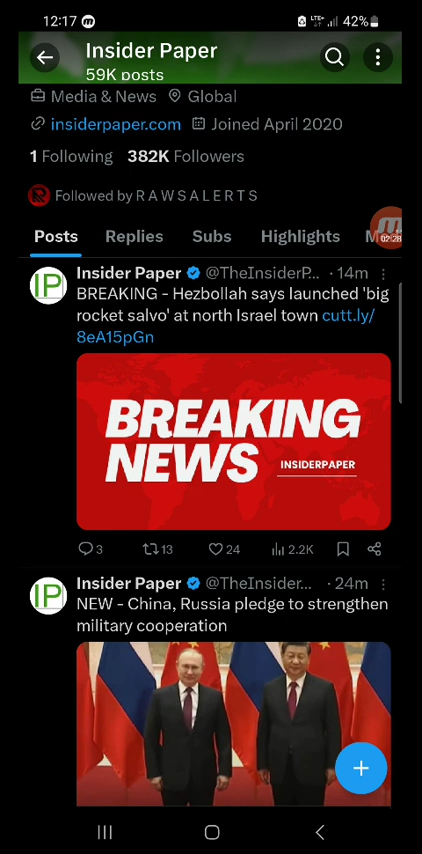 12:17
LTE+
42%
Insider Paper
59K posts
Media & News Global
insiderpaper.com Joined April 2020
1 Following 382K Followers
Followed by R A W S A L E R T S
Posts Replies Subs Highlights M
02:28
Insider Paper @TheInsiderP... · 14m
BREAKING - Hezbollah says launched 'big
rocket salvo' at north Israel town cutt.ly/
8eA15pGn
BREAKING
NEWS
INSIDERPAPER
3 13 24 2.2K
Insider Paper @TheInsider... · 24m
NEW - China, Russia pledge to strengthen
military cooperation